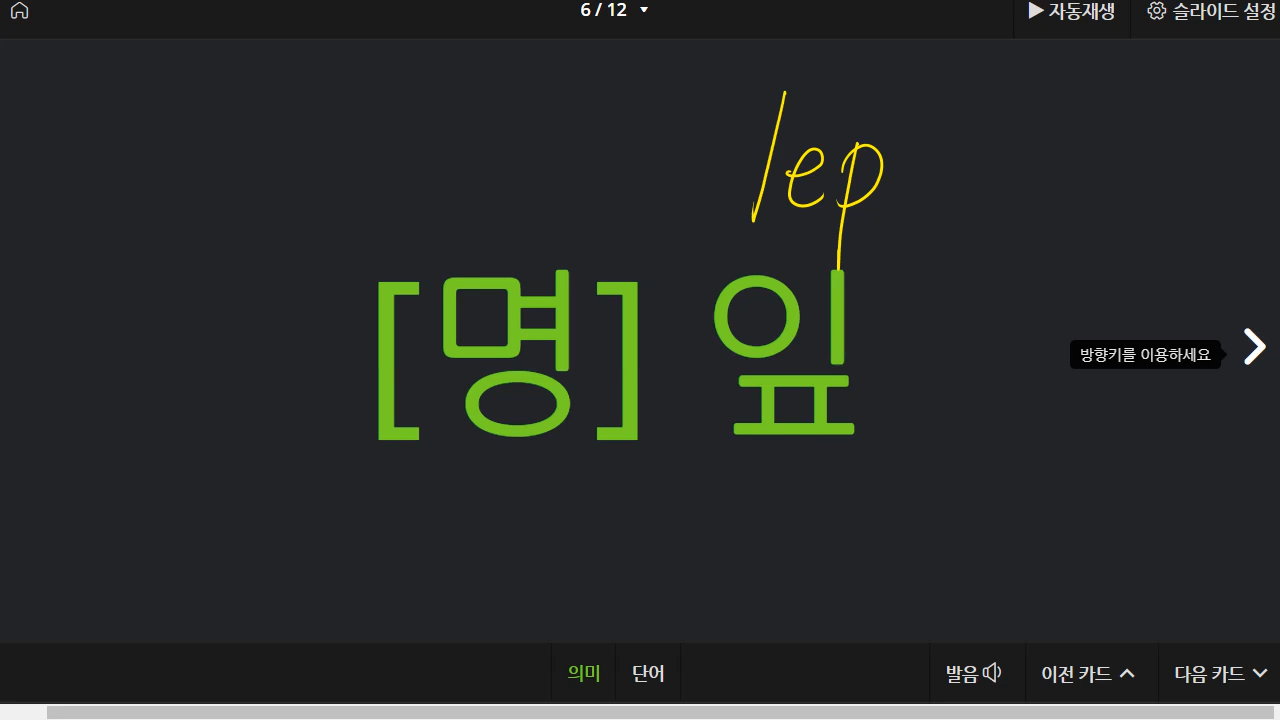 6 / 12
자동재생
슬라이드 설정
lep
[명] 잎
방향키를 이용하세요
의미
단어
발음
이전 카드
다음 카드